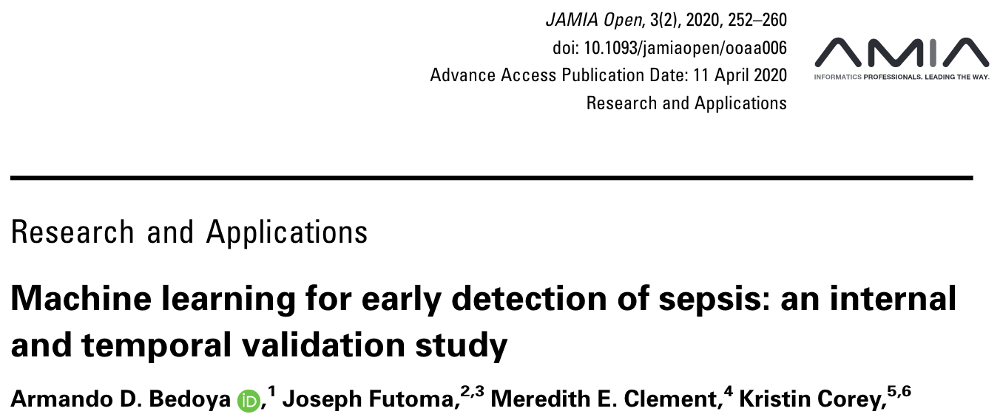 JAMIA Open, 3(2), 2020, 252–260
doi: 10.1093/jamiaopen/ooaa006
Advance Access Publication Date: 11 April 2020
Research and Applications
AMIA
INFORMATICS PROFESSIONALS. LEADING THE WAY.
Research and Applications
Machine learning for early detection of sepsis: an internal
and temporal validation study
Armando D. Bedoya iD,1 Joseph Futoma,2,3 Meredith E. Clement,4 Kristin Corey,5,6